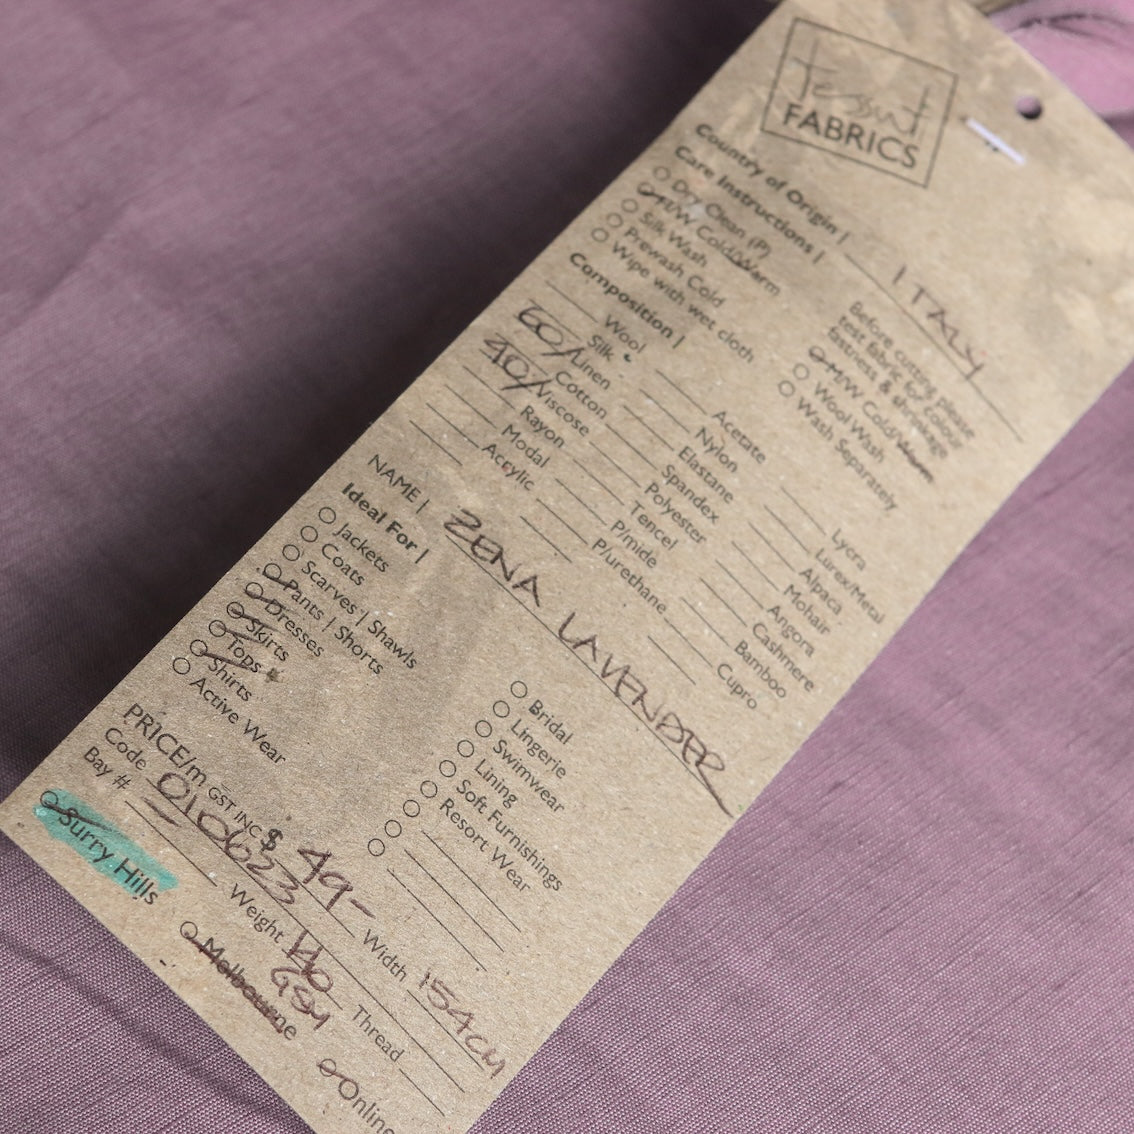 Tessuti
FABRICS
Country of Origin | ITALY
Care Instructions |
Dry Clean (P)
M/W Cold/Warm
Silk Wash
Prewash Cold
Wipe with wet cloth
Before cutting please
test fabric for colour
fastness & shrinkage
M/W Cold/Warm
Wool Wash
Wash Separately
Composition |
Wool
Silk
60/ Linen
Cotton
40/ Viscose
Rayon
Modal
Acrylic
Acetate
Nylon
Elastane
Spandex
Polyester
Tencel
P/mide
P/urethane
Lycra
Lurex/Metal
Alpaca
Mohair
Angora
Cashmere
Bamboo
Cupro
NAME | ZENA LAVENDER
Ideal For |
Jackets
Coats
Scarves | Shawls
Pants | Shorts
Dresses
Skirts
Tops
Shirts
Active Wear
Bridal
Lingerie
Swimwear
Lining
Soft Furnishings
Resort Wear
PRICE/m GST INC $ 49- Width 154cm
Code 010623 Weight 140 GSM Thread
Bay #
Surry Hills
Melbourne
Online